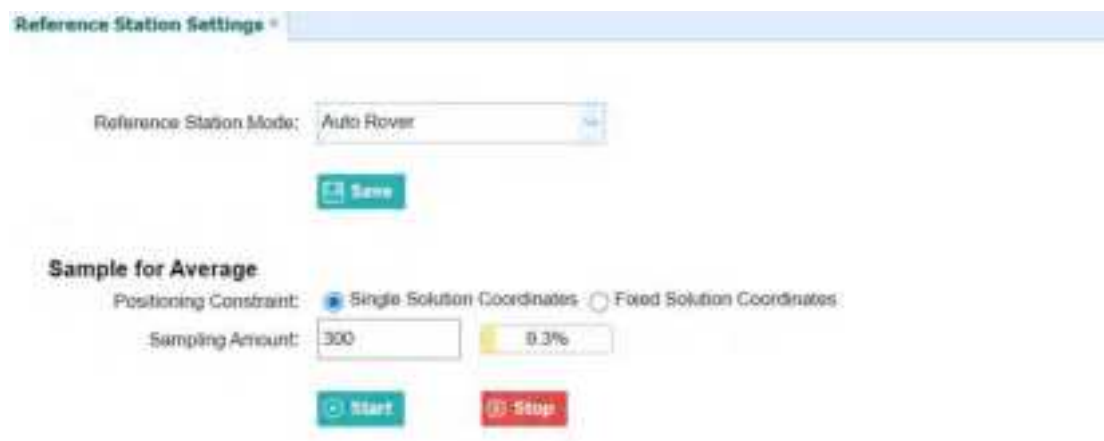 Reference Station Settings ×
Reference Station Mode: Auto Rover
Save
Sample for Average
Positioning Constraint: Single Solution Coordinates Fixed Solution Coordinates
Sampling Amount: 300 9.3%
Start Stop